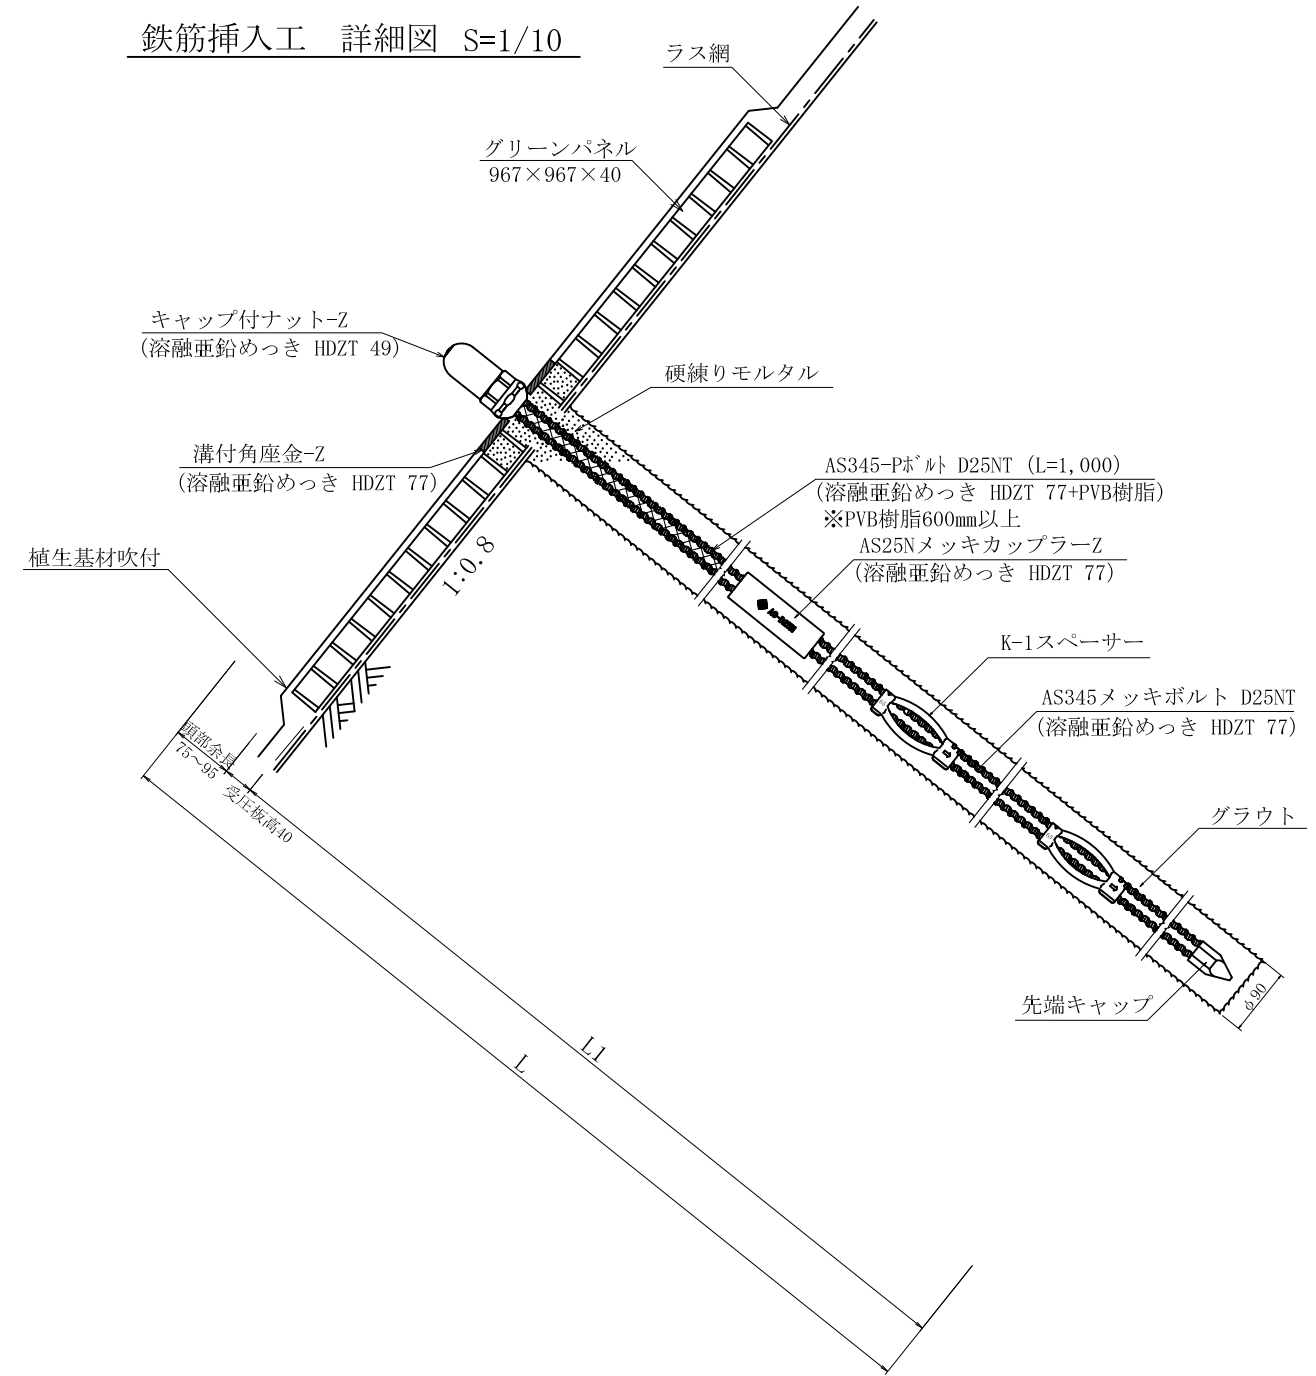 鉄筋挿入工　詳細図　S=1/10
ラス網
グリーンパネル
967×967×40
キャップ付ナット-Z
(溶融亜鉛めっき HDZT 49)
硬練りモルタル
溝付角座金-Z
(溶融亜鉛めっき HDZT 77)
AS345-Pﾎﾞﾙﾄ D25NT (L=1,000)
(溶融亜鉛めっき HDZT 77+PVB樹脂)
※PVB樹脂600mm以上
AS25NメッキカップラーZ
(溶融亜鉛めっき HDZT 77)
植生基材吹付
1:0.8
K-1スペーサー
AS345メッキボルト D25NT
(溶融亜鉛めっき HDZT 77)
頭部余長
75～95
受圧板高40
グラウト
先端キャップ
φ90
L1
L